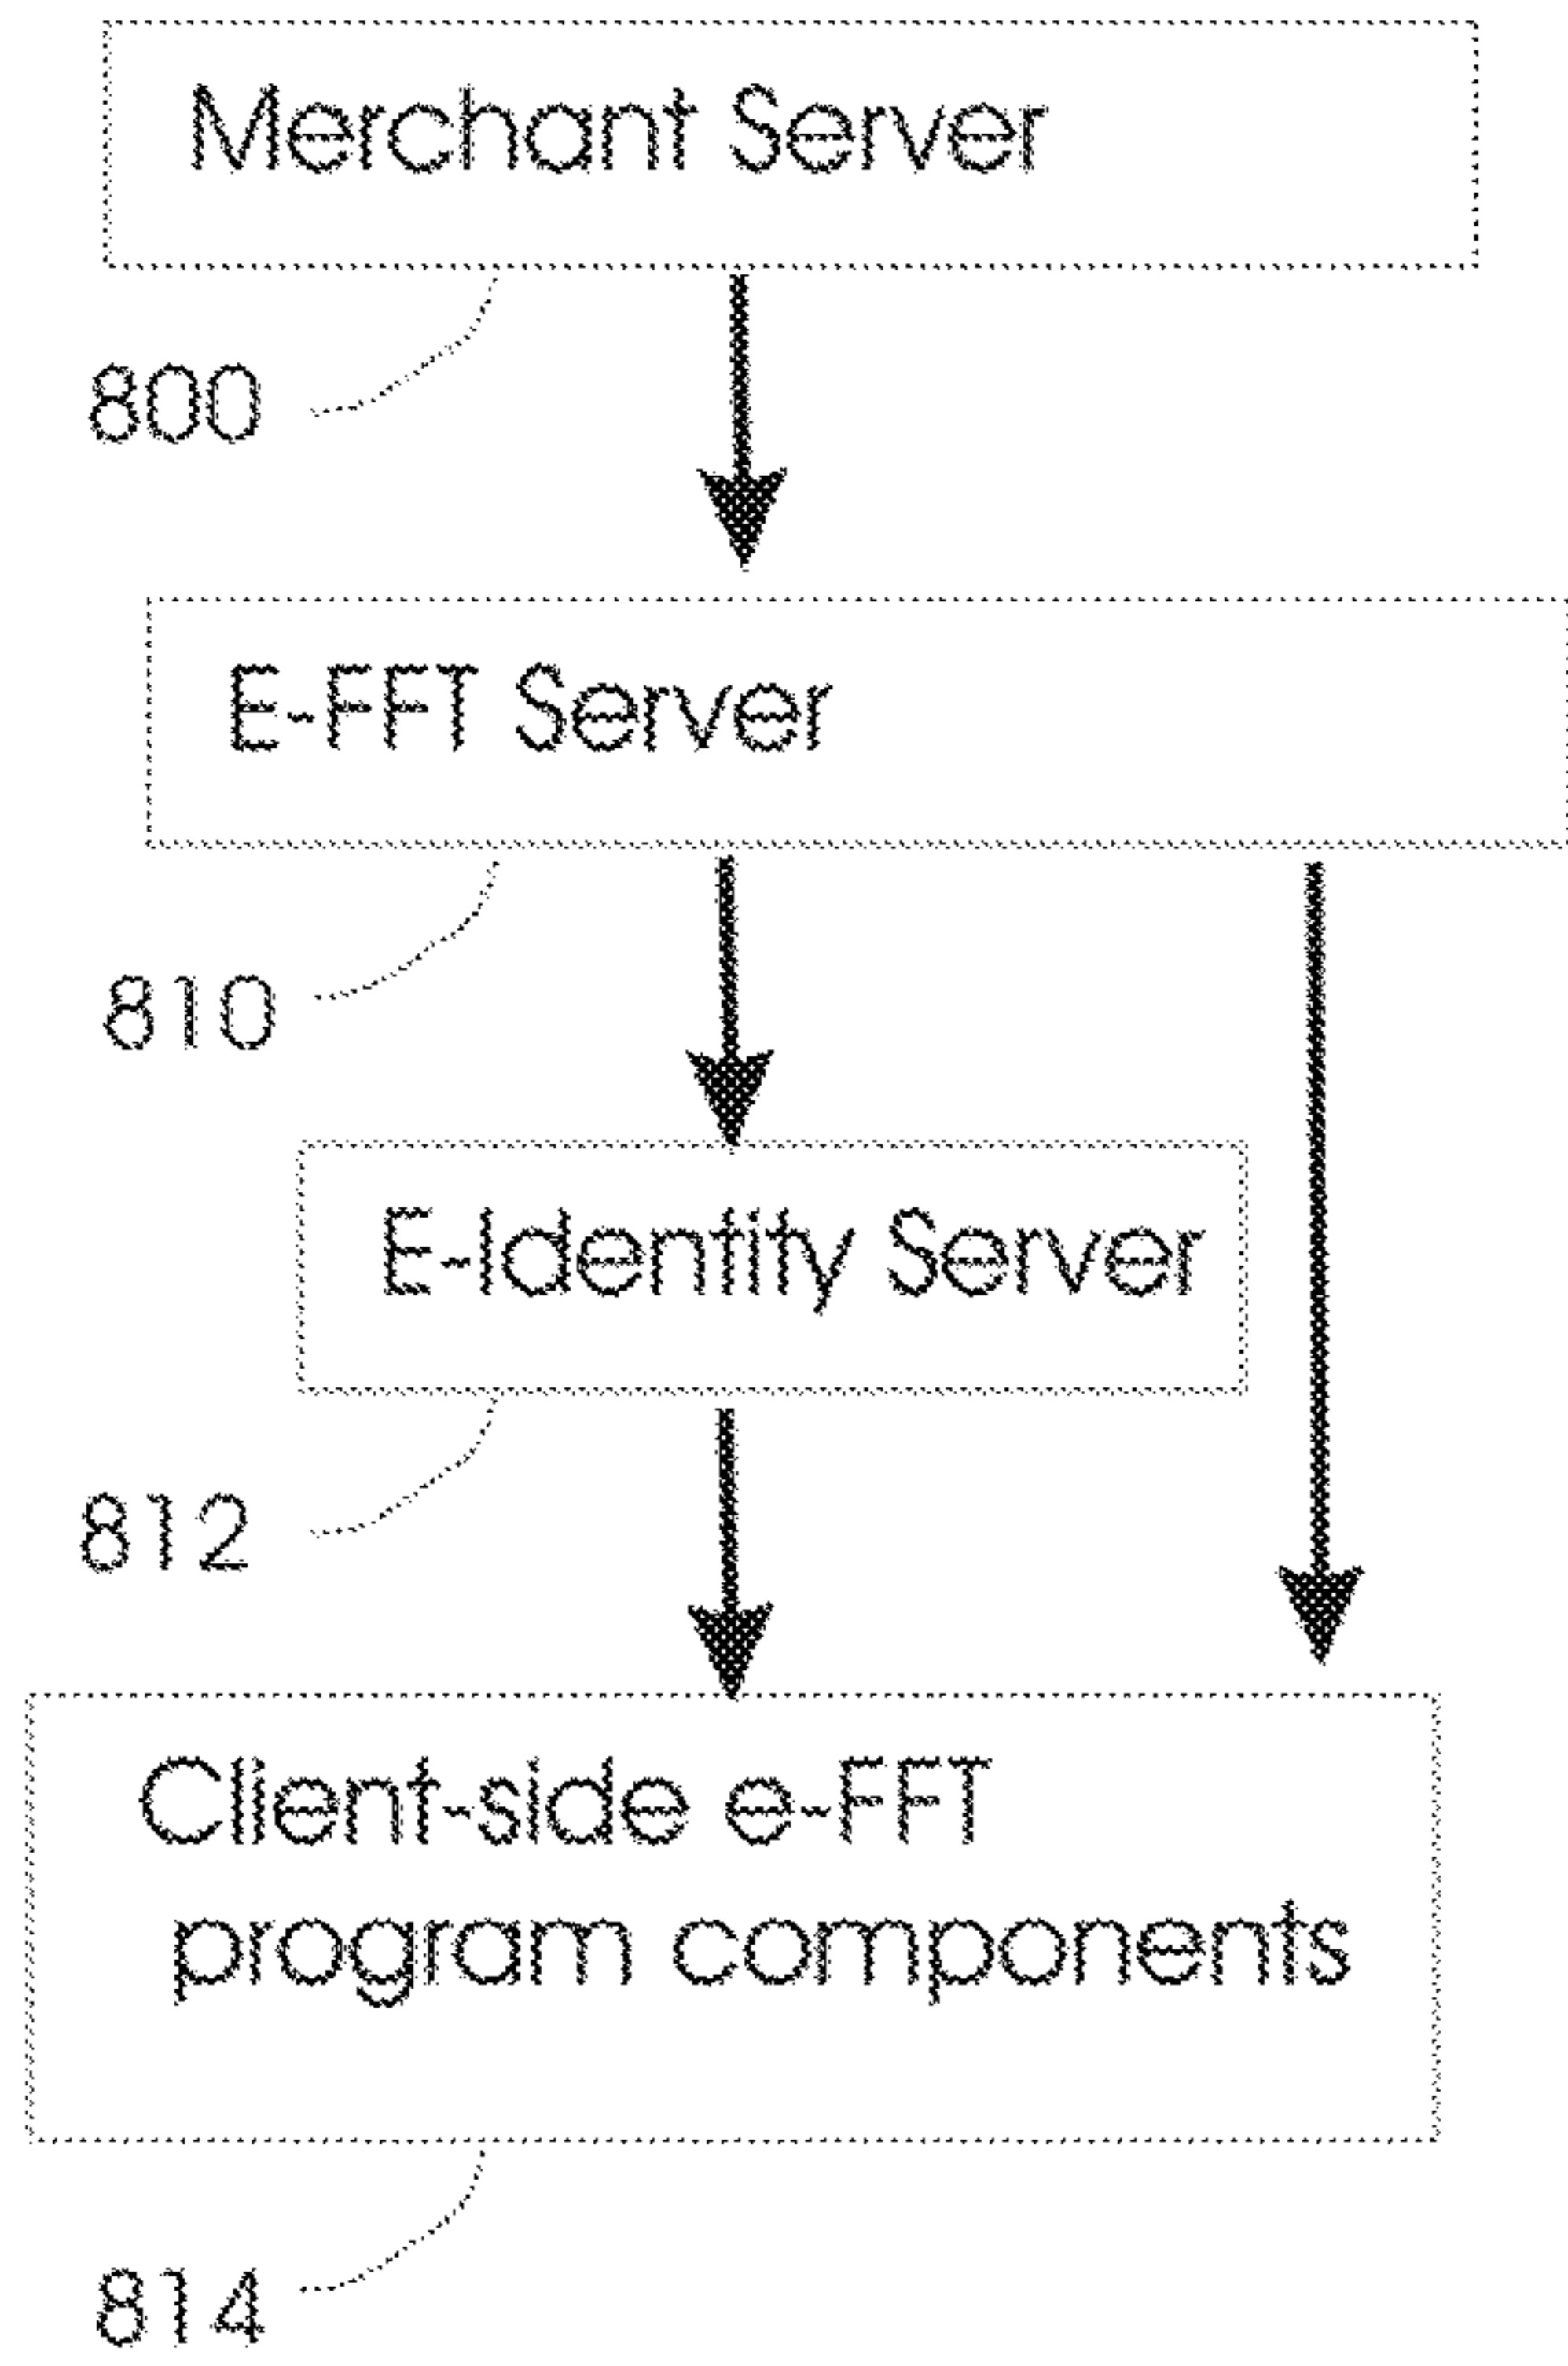 Merchant Server
800
E-FFT Server
810
E-Identity Server
812
Client-side e-FFT
program components
814